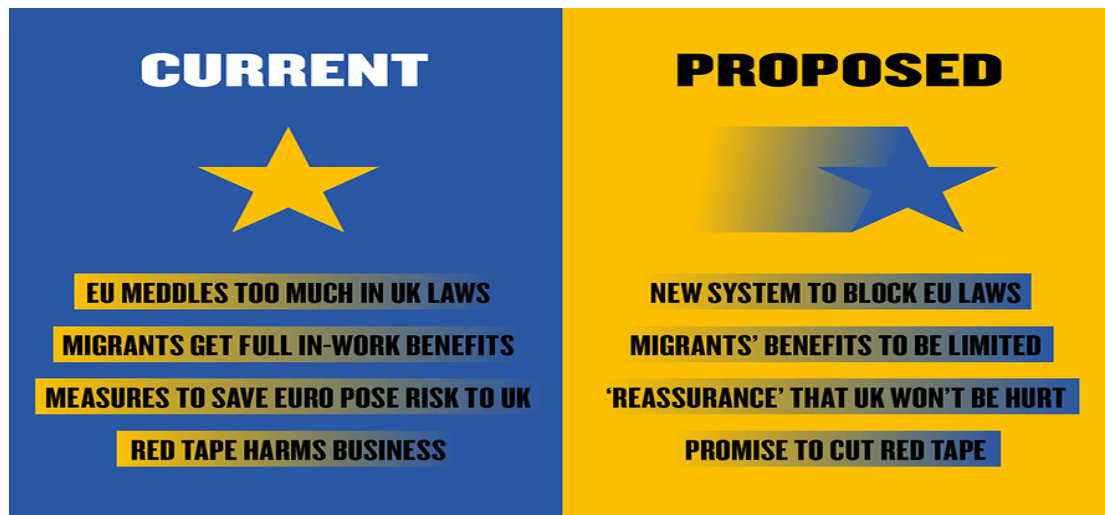 CURRENT
EU MEDDLES TOO MUCH IN UK LAWS
MIGRANTS GET FULL IN-WORK BENEFITS
MEASURES TO SAVE EURO POSE RISK TO UK
RED TAPE HARMS BUSINESS
PROPOSED
NEW SYSTEM TO BLOCK EU LAWS
MIGRANTS’ BENEFITS TO BE LIMITED
‘REASSURANCE’ THAT UK WON’T BE HURT
PROMISE TO CUT RED TAPE